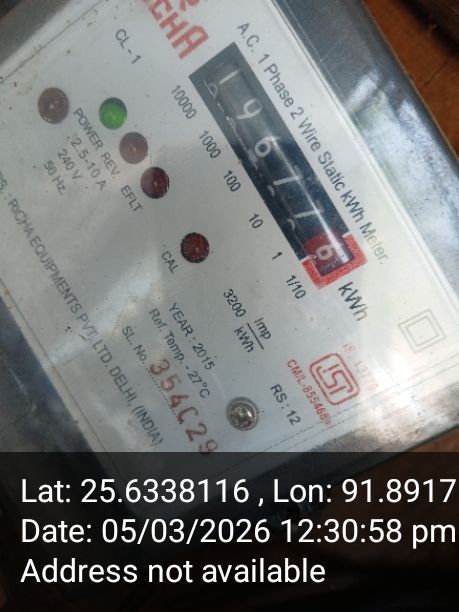 RICHA
CL - 1
A.C. 1 Phase 2 Wire Static kWh Meter.
10000 1000 100 10 1 1/10
kWh
POWER REV. EFLT
2.5 -10 A
240 V
50 Hz.
CAL
3200 Imp
kWh
YEAR : 2015
Ref. Temp. - 27°C
SL. No. 354C29
RS : 12
CM/L-8554684
RICHA EQUIPMENTS PVT. LTD. DELHI, (INDIA)
Lat: 25.6338116 , Lon: 91.8917
Date: 05/03/2026 12:30:58 pm
Address not available